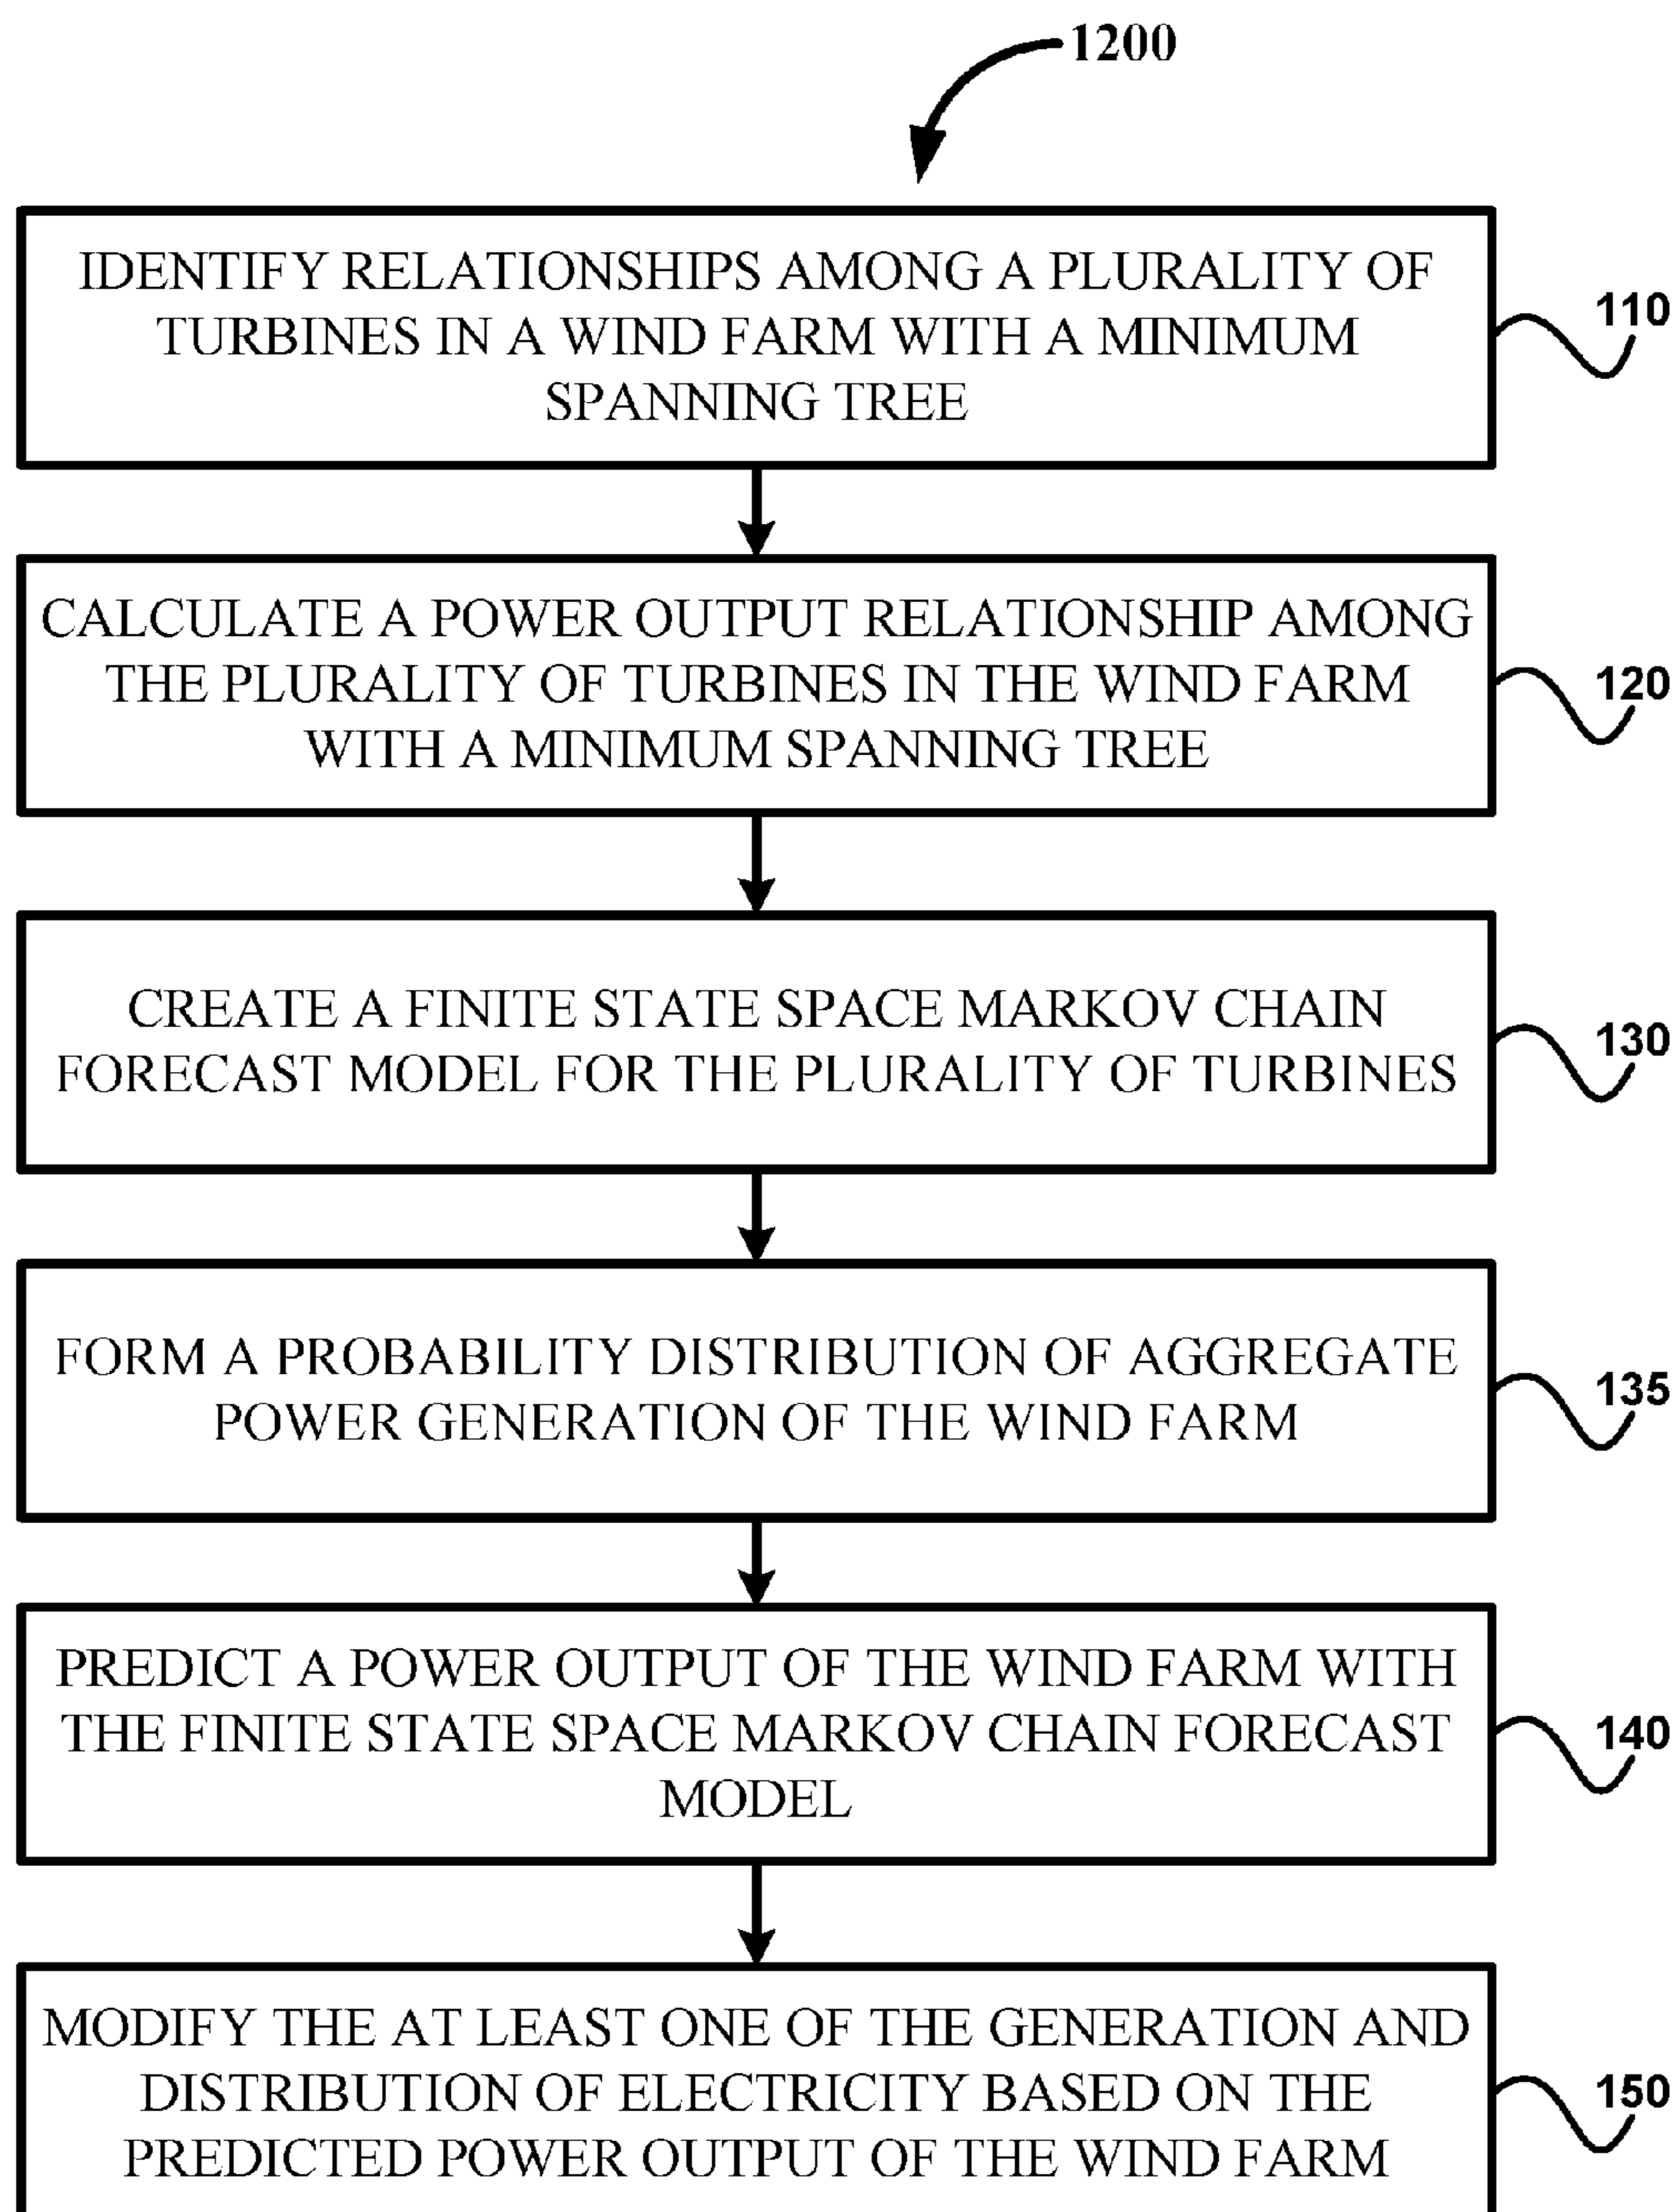 1200
IDENTIFY RELATIONSHIPS AMONG A PLURALITY OF
TURBINES IN A WIND FARM WITH A MINIMUM
SPANNING TREE
110
CALCULATE A POWER OUTPUT RELATIONSHIP AMONG
THE PLURALITY OF TURBINES IN THE WIND FARM
WITH A MINIMUM SPANNING TREE
120
CREATE A FINITE STATE SPACE MARKOV CHAIN
FORECAST MODEL FOR THE PLURALITY OF TURBINES
130
FORM A PROBABILITY DISTRIBUTION OF AGGREGATE
POWER GENERATION OF THE WIND FARM
135
PREDICT A POWER OUTPUT OF THE WIND FARM WITH
THE FINITE STATE SPACE MARKOV CHAIN FORECAST
MODEL
140
MODIFY THE AT LEAST ONE OF THE GENERATION AND
DISTRIBUTION OF ELECTRICITY BASED ON THE
PREDICTED POWER OUTPUT OF THE WIND FARM
150